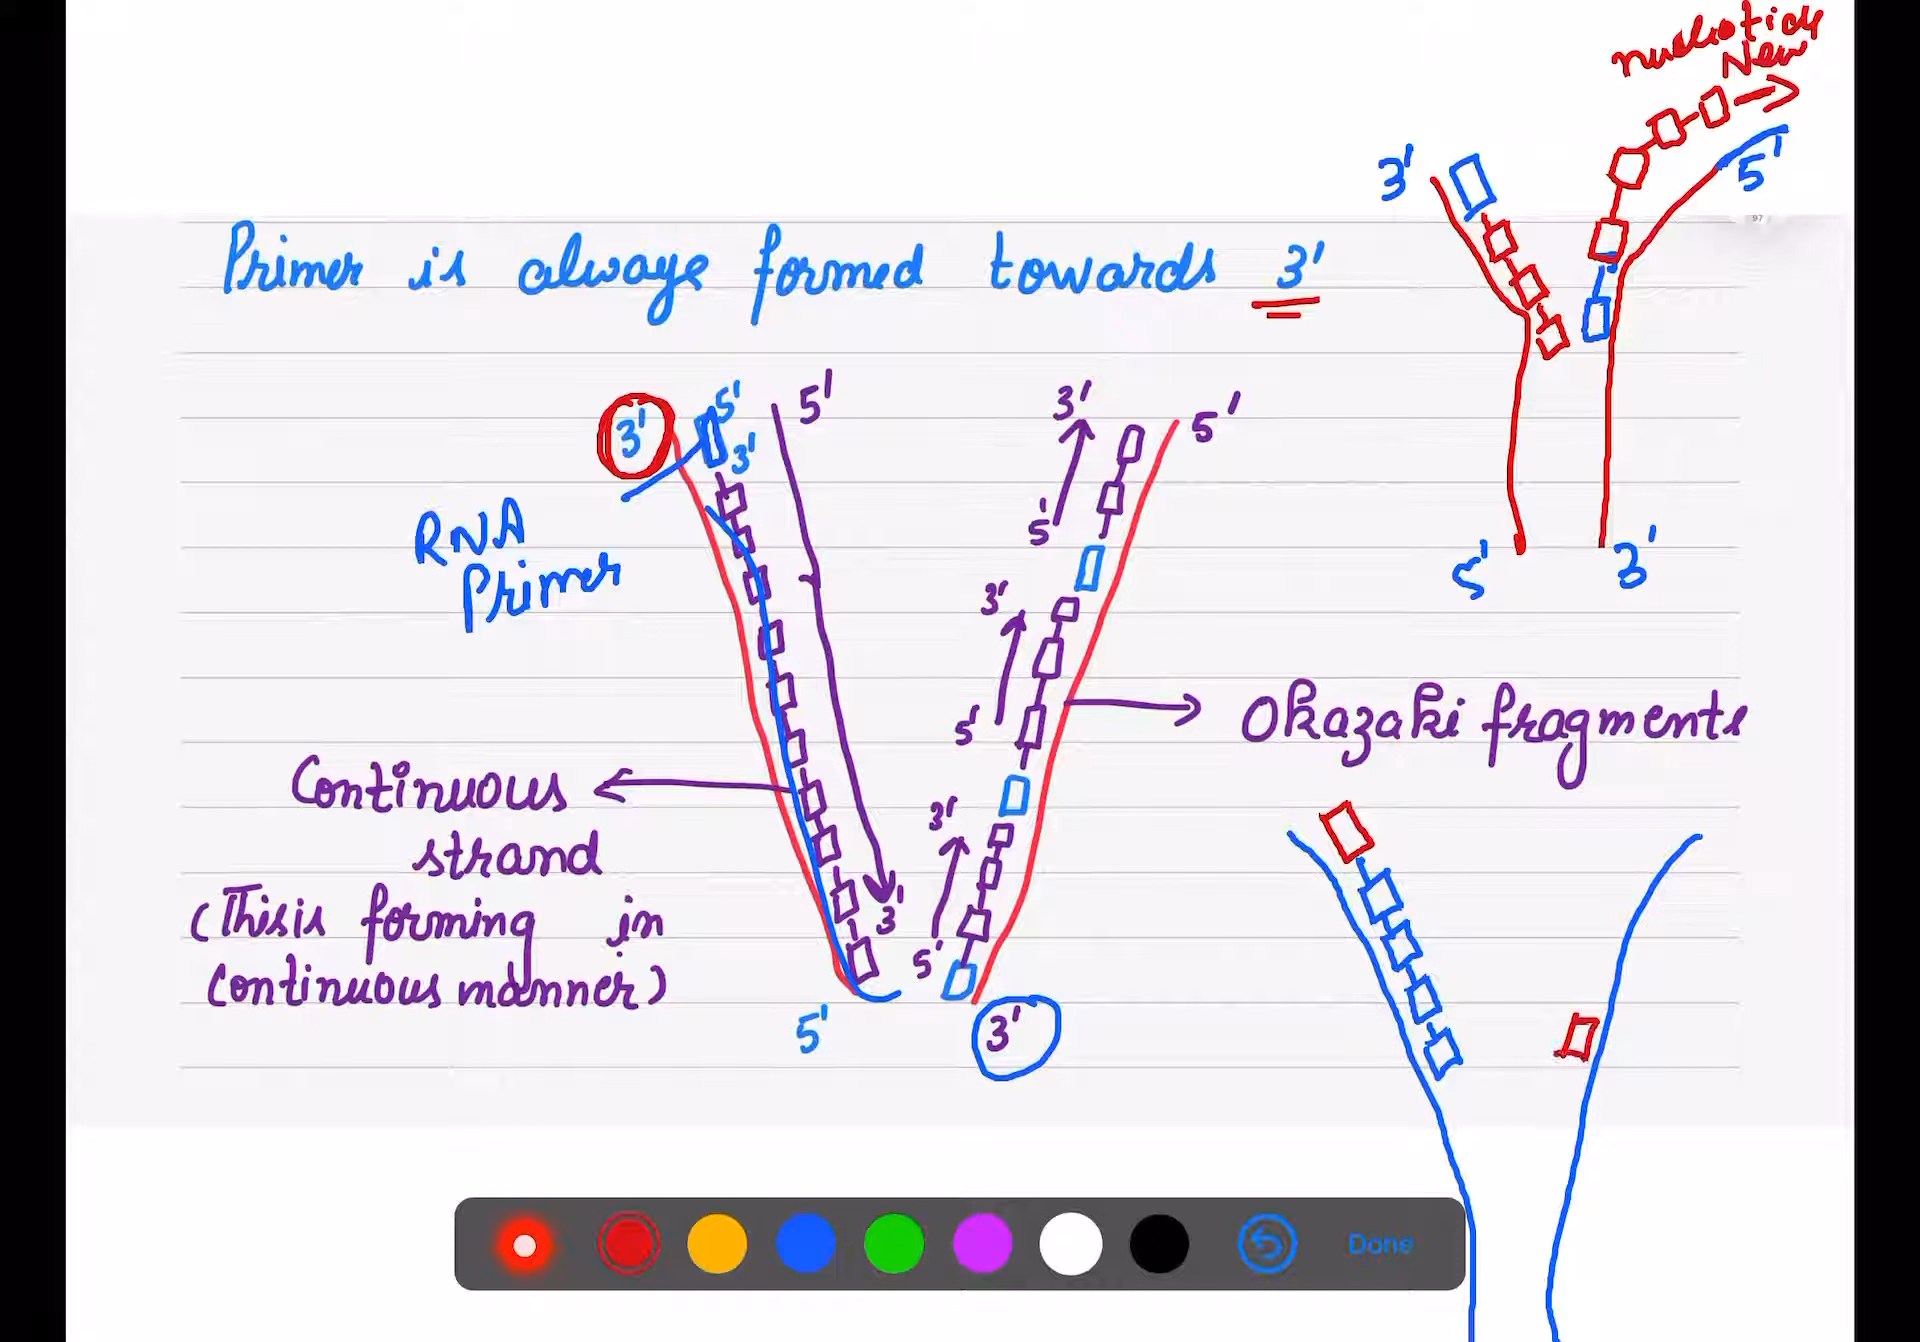 nucleotide
New
3'
5'
97
Primer is always formed towards 3'
3'
5'
3'
5'
3'
5'
RNA
Primer
5'
3'
5'
3'
5'
Okazaki fragments
Continuous
strand
(This is forming in
Continuous manner)
3'
3'
5'
5'
3'
Done